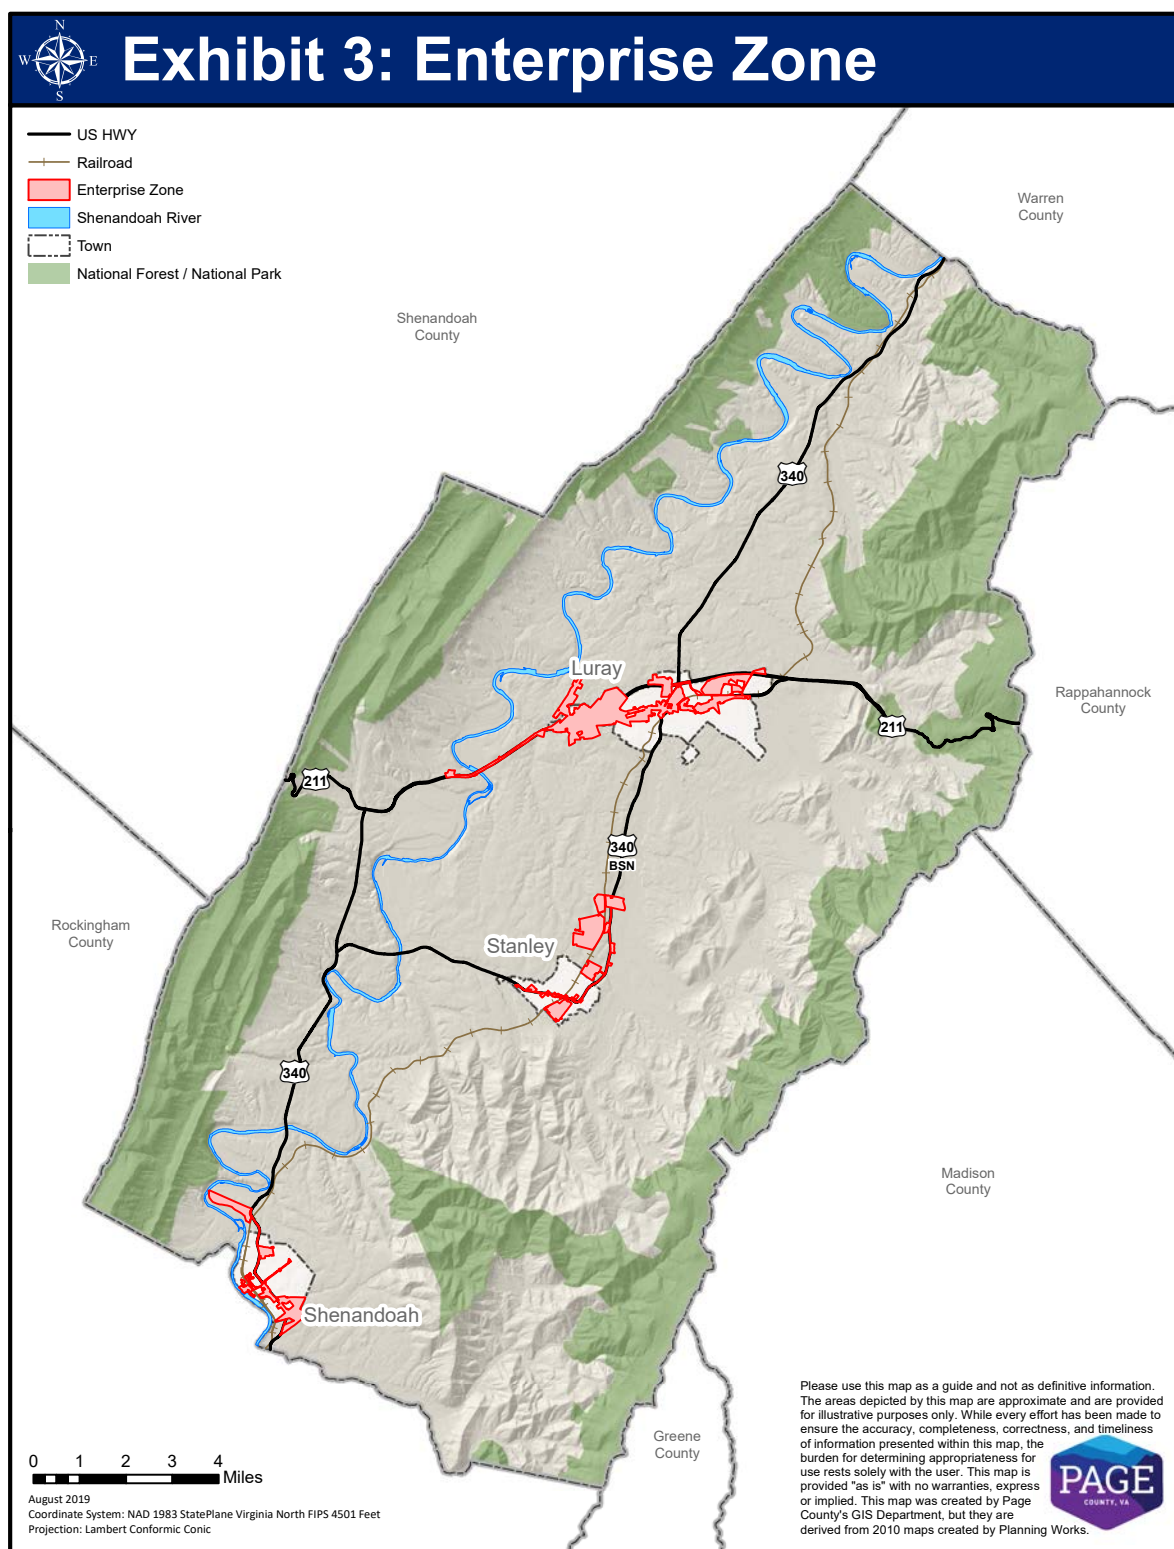 N
W
E
S
Exhibit 3: Enterprise Zone
US HWY
Railroad
Enterprise Zone
Shenandoah River
Town
National Forest / National Park
Warren
County
Shenandoah
County
340
Luray
Rappahannock
County
211
211
340
BSN
Rockingham
County
Stanley
340
Madison
County
Shenandoah
Greene
County
Please use this map as a guide and not as definitive information.
The areas depicted by this map are approximate and are provided
for illustrative purposes only. While every effort has been made to
ensure the accuracy, completeness, correctness, and timeliness
of information presented within this map, the
burden for determining appropriateness for
use rests solely with the user. This map is
provided "as is" with no warranties, express
or implied. This map was created by Page
County's GIS Department, but they are
derived from 2010 maps created by Planning Works.
PAGE
COUNTY, VA
0 1 2 3 4
Miles
August 2019
Coordinate System: NAD 1983 StatePlane Virginia North FIPS 4501 Feet
Projection: Lambert Conformic Conic